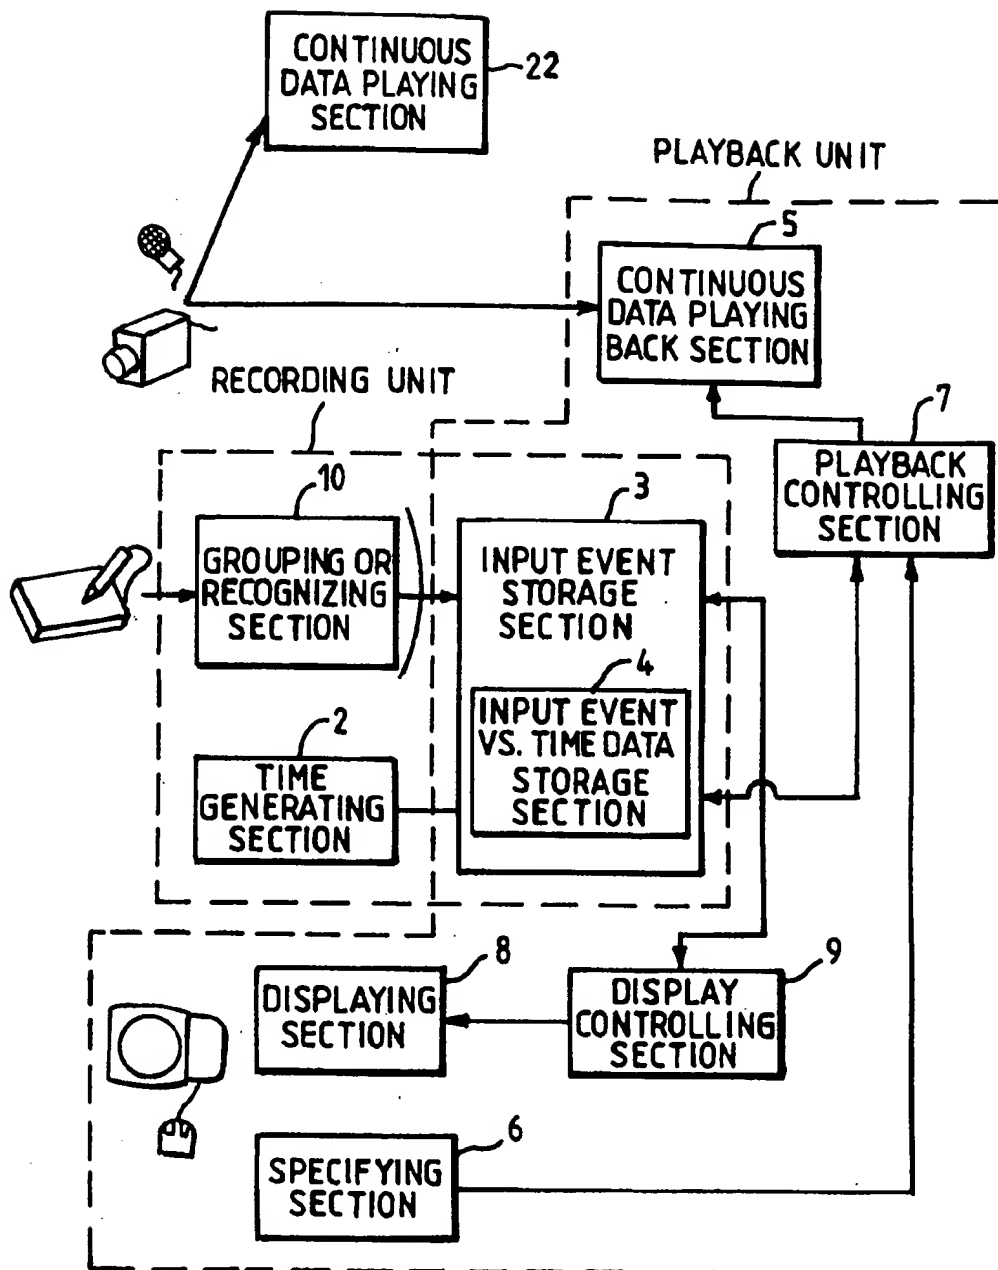 CONTINUOUS
DATA PLAYING
SECTION
22
PLAYBACK UNIT
5
CONTINUOUS
DATA PLAYING
BACK SECTION
RECORDING UNIT
7
PLAYBACK
CONTROLLING
SECTION
10
GROUPING OR
RECOGNIZING
SECTION
3
INPUT EVENT
STORAGE
SECTION
4
INPUT EVENT
VS. TIME DATA
STORAGE
SECTION
2
TIME
GENERATING
SECTION
8
DISPLAYING
SECTION
9
DISPLAY
CONTROLLING
SECTION
6
SPECIFYING
SECTION